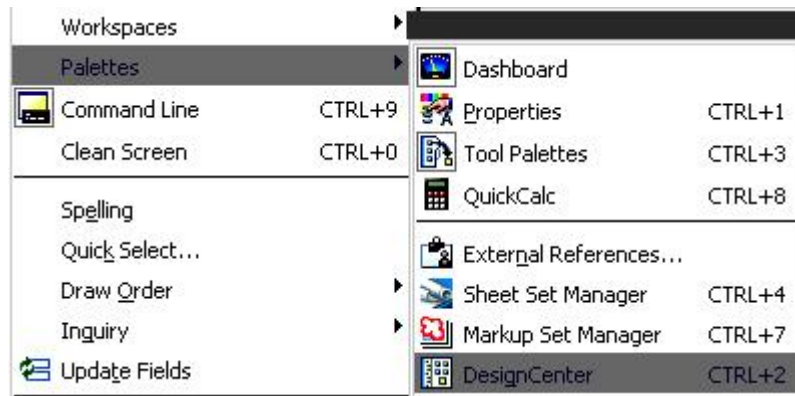 Workspaces
Palettes
Command Line CTRL+9
Clean Screen CTRL+0
Spelling
Quick Select...
Draw Order
Inquiry
Update Fields
Dashboard
Properties CTRL+1
Tool Palettes CTRL+3
QuickCalc CTRL+8
External References...
Sheet Set Manager CTRL+4
Markup Set Manager CTRL+7
DesignCenter CTRL+2